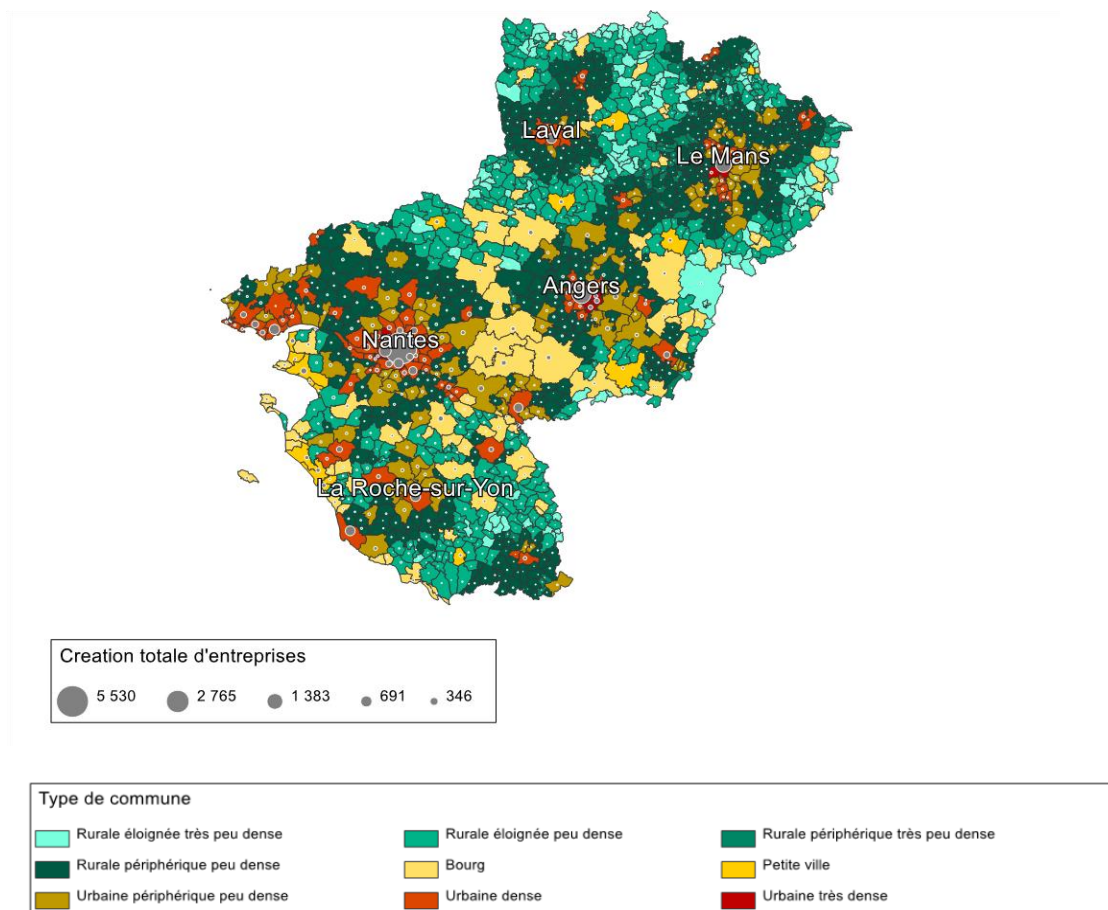 Laval
Le Mans
Angers
Nantes
La Roche-sur-Yon
Creation totale d'entreprises
5 530 2 765 1 383 691 346
Type de commune
Rurale éloignée très peu dense Rurale éloignée peu dense Rurale périphérique très peu dense
Rurale périphérique peu dense Bourg Petite ville
Urbaine périphérique peu dense Urbaine dense Urbaine très dense